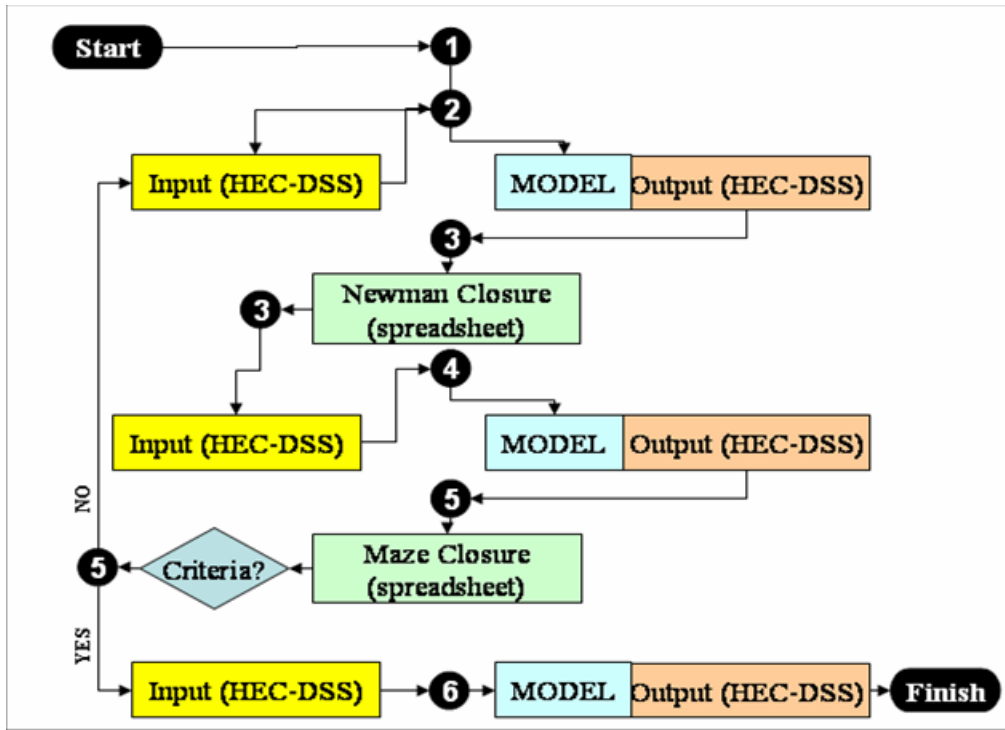 Start
1
2
Input (HEC-DSS)
MODEL
Output (HEC-DSS)
3
Newman Closure
(spreadsheet)
3
4
Input (HEC-DSS)
MODEL
Output (HEC-DSS)
5
NO
Maze Closure
(spreadsheet)
Criteria?
5
YES
Input (HEC-DSS)
6
MODEL
Output (HEC-DSS)
Finish